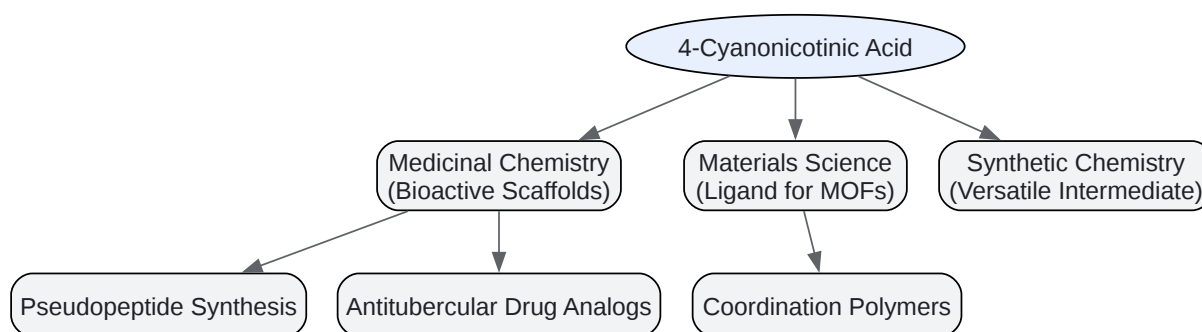 4-Cyanonicotinic Acid
Medicinal Chemistry
(Bioactive Scaffolds)
Materials Science
(Ligand for MOFs)
Synthetic Chemistry
(Versatile Intermediate)
Pseudopeptide Synthesis
Antitubercular Drug Analogs
Coordination Polymers